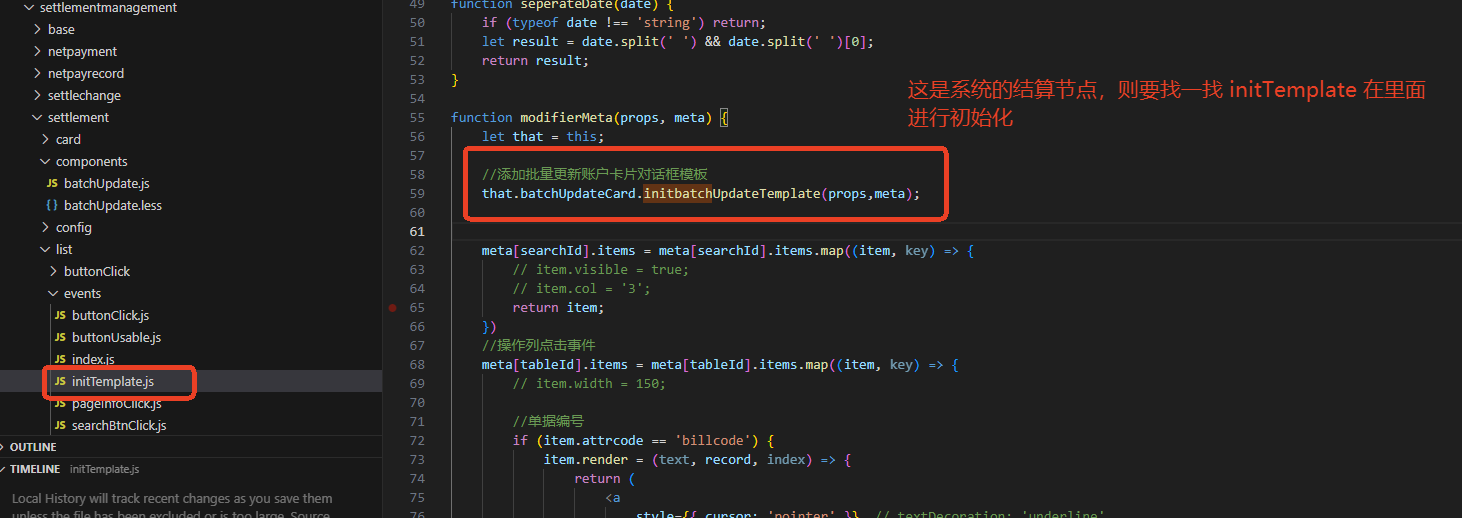 settlementmanagement
base
netpayment
netpayrecord
settlechange
settlement
card
components
JS batchUpdate.js
{} batchUpdate.less
config
list
buttonClick
events
JS buttonClick.js
JS buttonUsable.js
JS index.js
JS initTemplate.js
JS pageInfoClick.js
JS searchBtnClick.js
OUTLINE
TIMELINE initTemplate.js
Local History will track recent changes as you save them
unless the file has been excluded or is too large. Source
49 function seperateDate(date) {
50 if (typeof date !== 'string') return;
51 let result = date.split(' ') && date.split(' ')[0];
52 return result;
53 }
54
55 function modifierMeta(props, meta) {
56 let that = this;
57
58 //添加批量更新账户卡片对话框模板
59 that.batchUpdateCard.initbatchUpdateTemplate(props,meta);
60
61
62 meta[searchId].items = meta[searchId].items.map((item, key) => {
63 // item.visible = true;
64 // item.col = '3';
65 return item;
66 })
67 //操作列点击事件
68 meta[tableId].items = meta[tableId].items.map((item, key) => {
69 // item.width = 150;
70
71 //单据编号
72 if (item.attrcode == 'billcode') {
73 item.render = (text, record, index) => {
74 return (
75 <a
76 style={{ cursor: 'pointer' }} // textDecoration: 'underline'
这是系统的结算节点，则要找一找 initTemplate 在里面
进行初始化